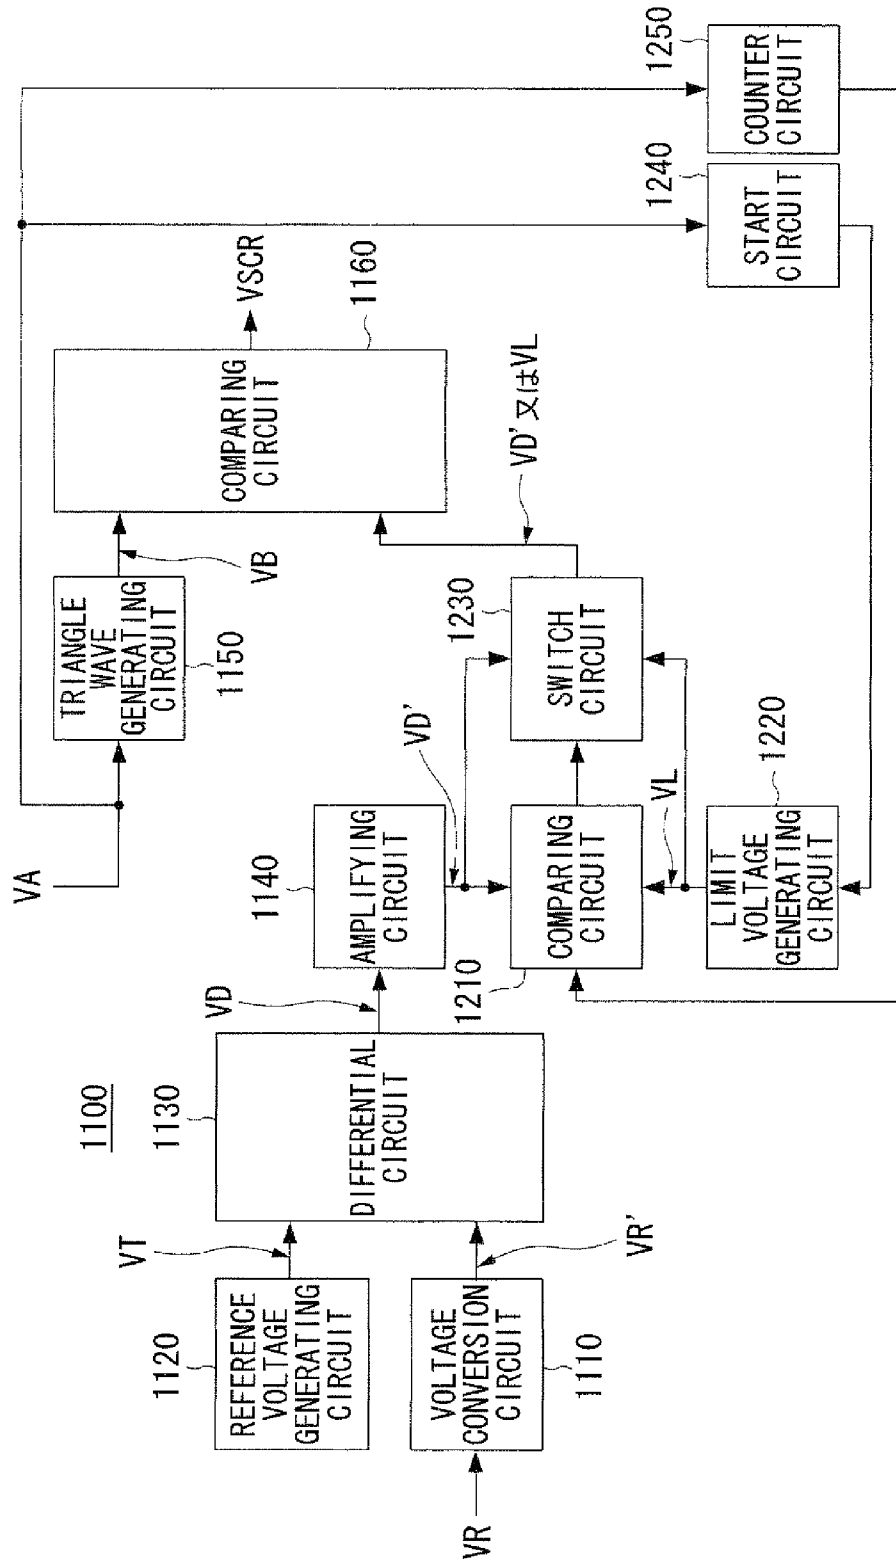 1100
VA
TRIANGLE
WAVE
GENERATING
CIRCUIT
1150
VB
COMPARING
CIRCUIT
1160
VSCR
1120
REFERENCE
VOLTAGE
GENERATING
CIRCUIT
VT
1130
DIFFERENTIAL
CIRCUIT
VD
1140
AMPLIFYING
CIRCUIT
VD'
VR
VOLTAGE
CONVERSION
CIRCUIT
1110
VR'
1210
COMPARING
CIRCUIT
1230
SWITCH
CIRCUIT
VD' 又はVL
VL
LIMIT
VOLTAGE
GENERATING
CIRCUIT
1220
1240
START
CIRCUIT
1250
COUNTER
CIRCUIT